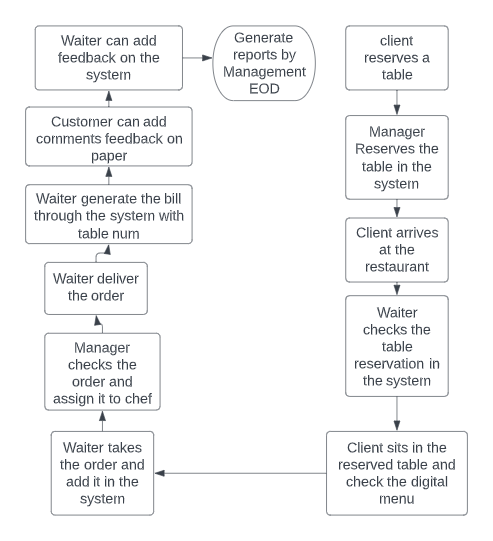 client
reserves a
table
Manager
Reserves the
table in the
system
Client arrives
at the
restaurant
Waiter
checks the
table
reservation in
the system
Client sits in the
reserved table and
check the digital
menu
Waiter takes
the order and
add it in the
system
Manager
checks the
order and
assign it to chef
Waiter deliver
the order
Waiter generate the bill
through the system with
table num
Customer can add
comments feedback on
paper
Waiter can add
feedback on the
system
Generate
reports by
Management
EOD